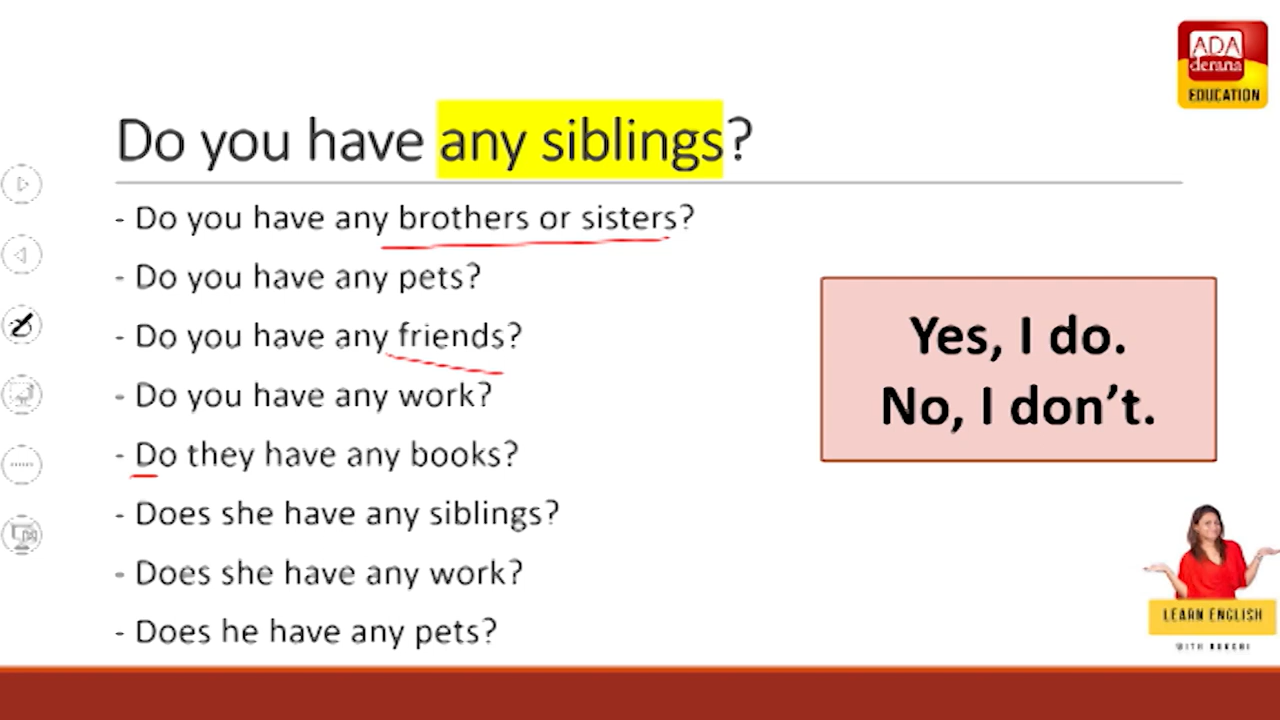 ADA
derana
EDUCATION
Do you have any siblings?
- Do you have any brothers or sisters?
- Do you have any pets?
- Do you have any friends?
- Do you have any work?
- Do they have any books?
- Does she have any siblings?
- Does she have any work?
- Does he have any pets?
Yes, I do.
No, I don’t.
LEARN ENGLISH
WITH